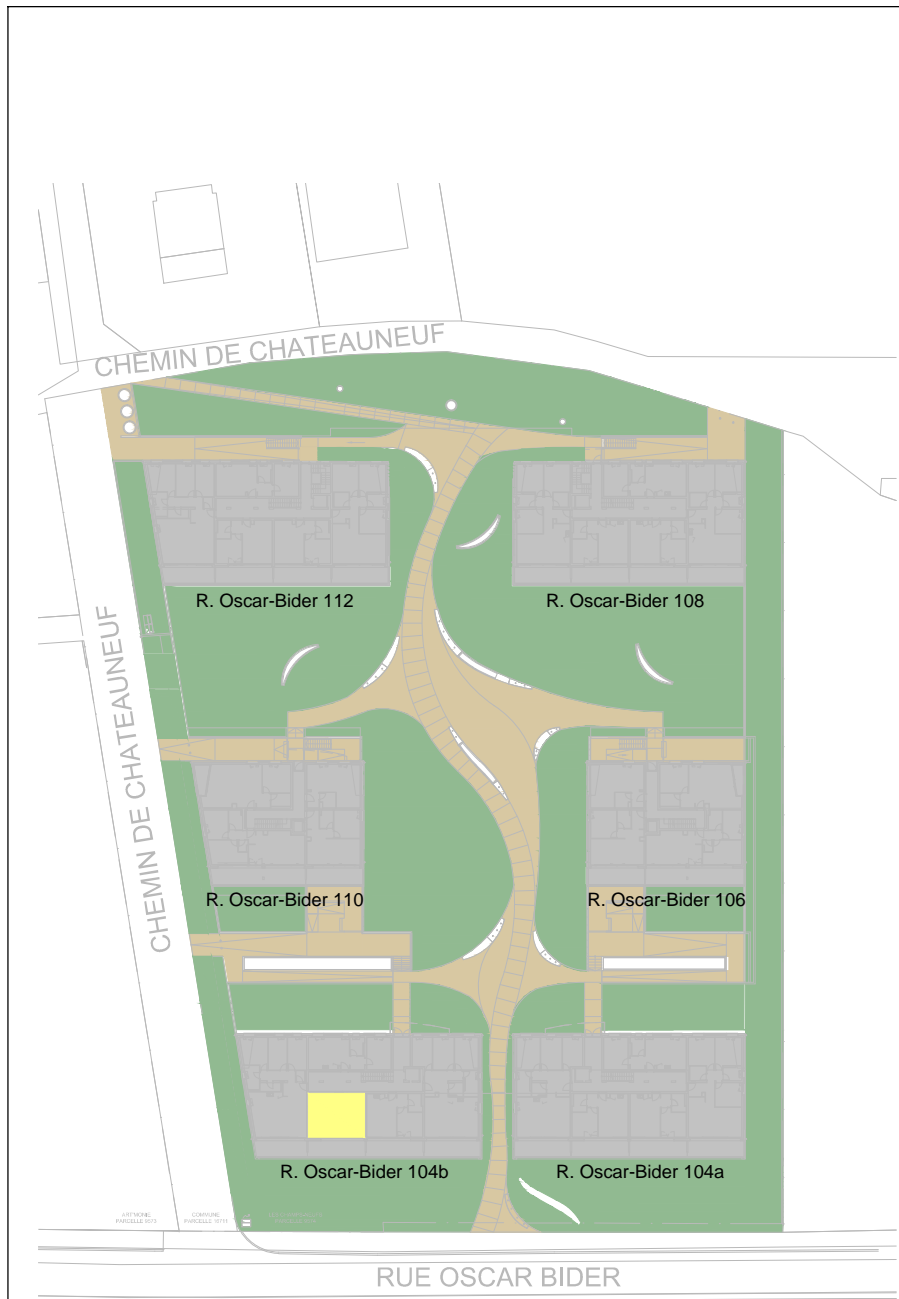 CHEMIN DE CHATEAUNEUF
R. Oscar-Bider 112
R. Oscar-Bider 108
CHEMIN DE CHATEAUNEUF
R. Oscar-Bider 110
R. Oscar-Bider 106
R. Oscar-Bider 104b
R. Oscar-Bider 104a
COMMUNE
RUE OSCAR BIDER